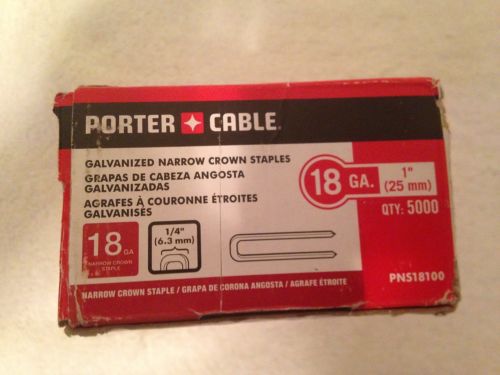 PORTER CABLE
GALVANIZED NARROW CROWN STAPLES
GRAPAS DE CABEZA ANGOSTA
GALVANIZADAS
AGRAFES À COURONNE ÉTROITES
GALVANISÉS
18 GA. 1" (25 mm)
QTY: 5000
18 GA
NARROW CROWN
STAPLE
1/4"
(6.3 mm)
PNS18100
NARROW CROWN STAPLE / GRAPA DE CORONA ANGOSTA / AGRAFE ÉTROITE